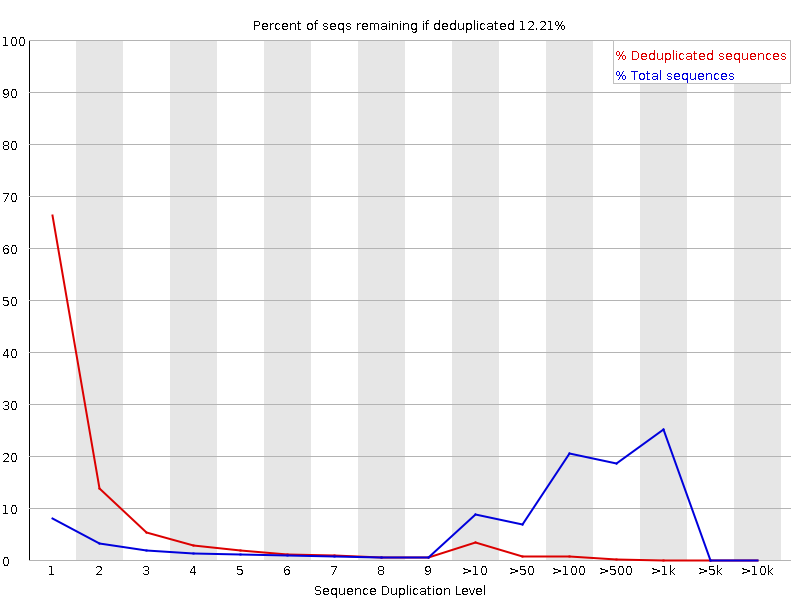 Percent of seqs remaining if deduplicated 12.21%
% Deduplicated sequences
% Total sequences
100
90
80
70
60
50
40
30
20
10
0
1 2 3 4 5 6 7 8 9 >10 >50 >100 >500 >1k >5k >10k
Sequence Duplication Level